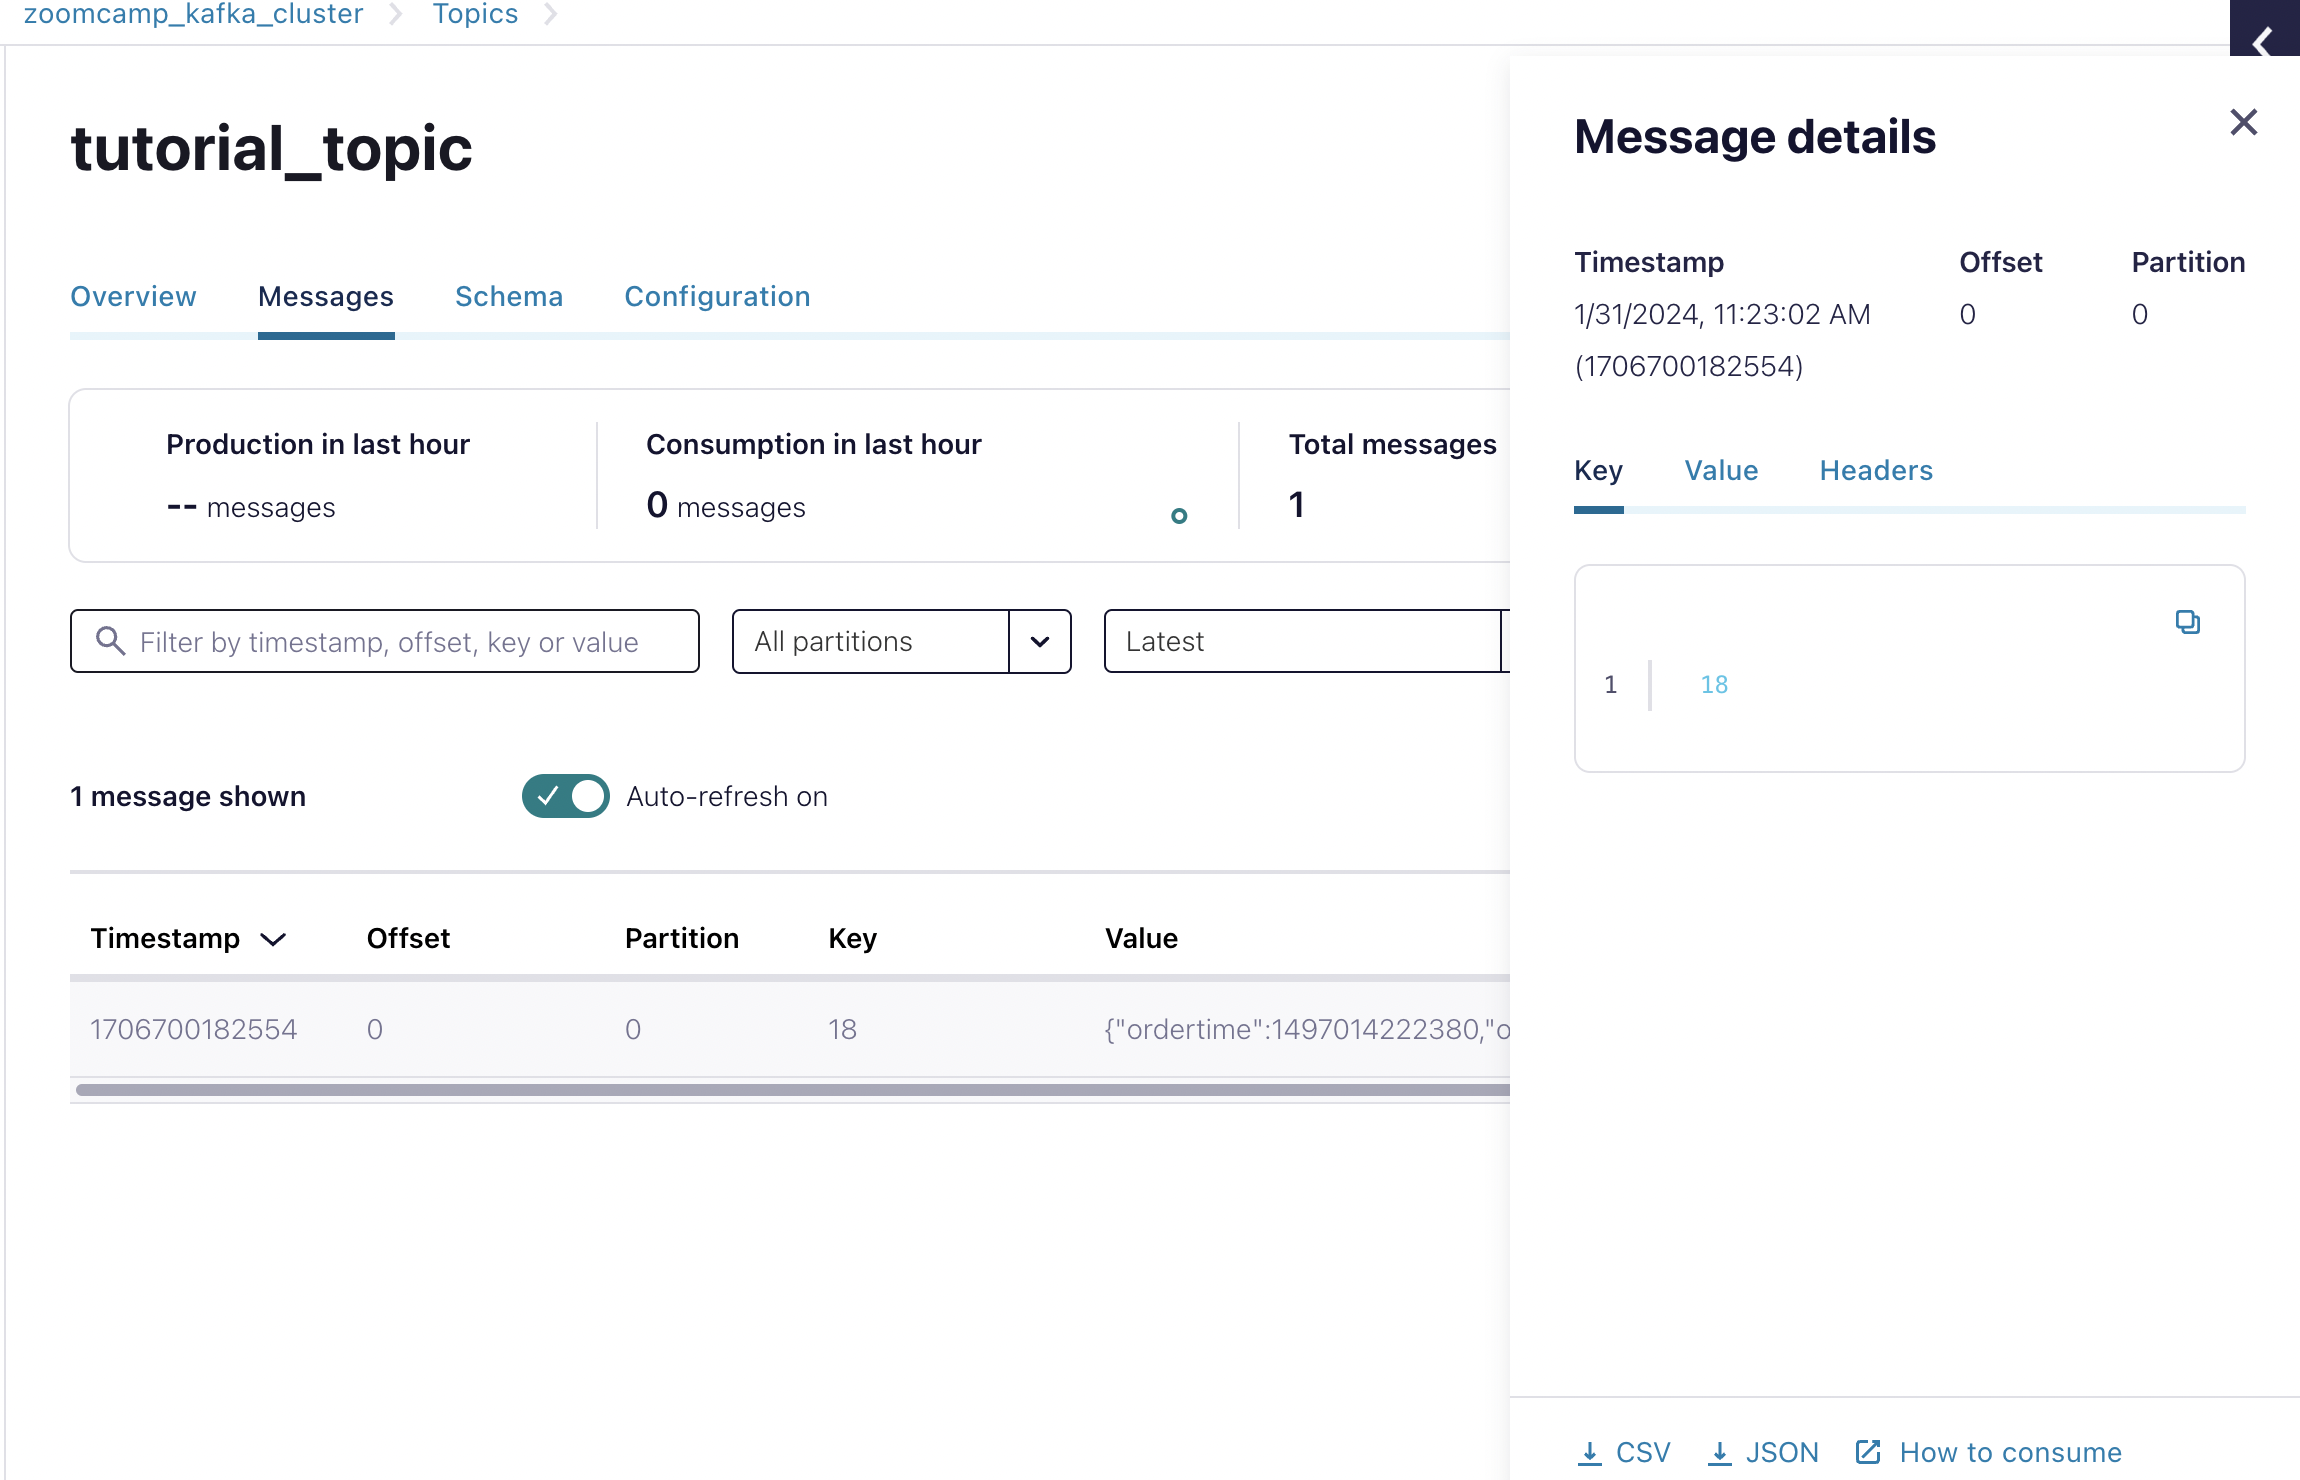 zoomcamp_kafka_cluster > Topics >
tutorial_topic
Overview Messages Schema Configuration
Production in last hour
-- messages
Consumption in last hour
0 messages
Total messages
1
Filter by timestamp, offset, key or value
All partitions
Latest
1 message shown
Auto-refresh on
Timestamp Offset Partition Key Value
1706700182554 0 0 18 {"ordertime":1497014222380,"o
Message details
Timestamp Offset Partition
1/31/2024, 11:23:02 AM 0 0
(1706700182554)
Key Value Headers
1 18
CSV JSON How to consume